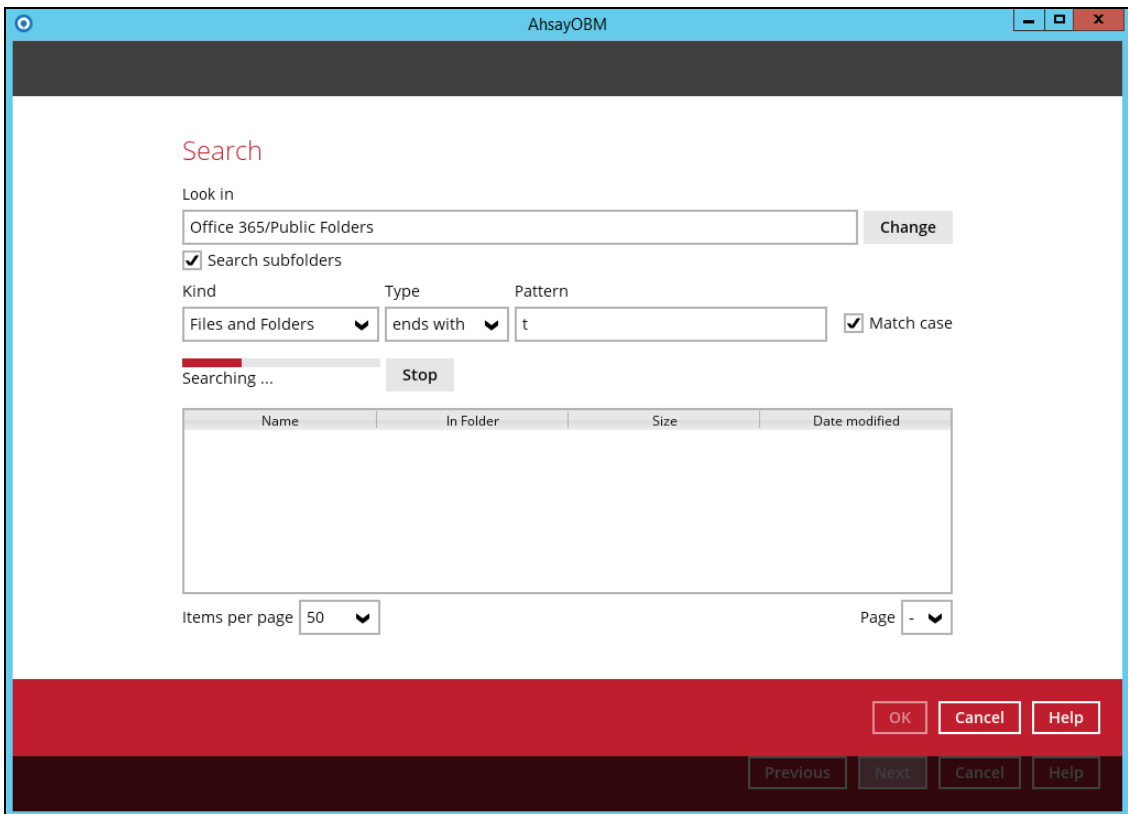 AhsayOBM
Search
Look in
Office 365/Public Folders
Change
Search subfolders
Kind Type Pattern
Files and Folders ends with t Match case
Searching ... Stop
Name In Folder Size Date modified
Items per page 50 Page -
OK Cancel Help
Previous Next Cancel Help